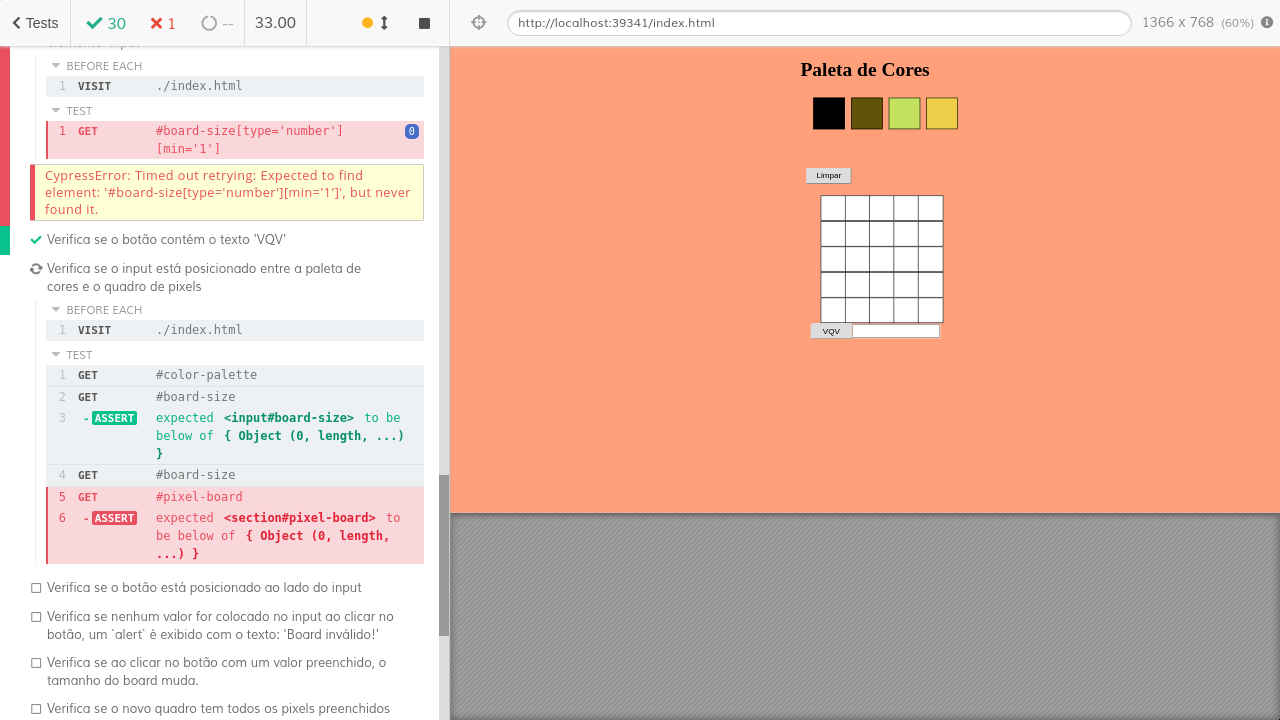 Tests 30 1 -- 33.00 http://localhost:39341/index.html 1366 x 768 (60%)
BEFORE EACH
1 VISIT ./index.html
TEST
1 GET #board-size[type='number'] 0
[min='1']
CypressError: Timed out retrying: Expected to find
element: '#board-size[type='number'][min='1']', but never
found it.
Verifica se o botão contém o texto 'VQV'
Verifica se o input está posicionado entre a paleta de
cores e o quadro de pixels
BEFORE EACH
1 VISIT ./index.html
TEST
1 GET #color-palette
2 GET #board-size
3 -ASSERT expected <input#board-size> to be
below of { Object (0, length, ...)
}
4 GET #board-size
5 GET #pixel-board
6 -ASSERT expected <section#pixel-board> to
be below of { Object (0, length,
...) }
Verifica se o botão está posicionado ao lado do input
Verifica se nenhum valor for colocado no input ao clicar no
botão, um `alert` é exibido com o texto: 'Board inválido!'
Verifica se ao clicar no botão com um valor preenchido, o
tamanho do board muda.
Verifica se o novo quadro tem todos os pixels preenchidos
Paleta de Cores
Limpar
VQV